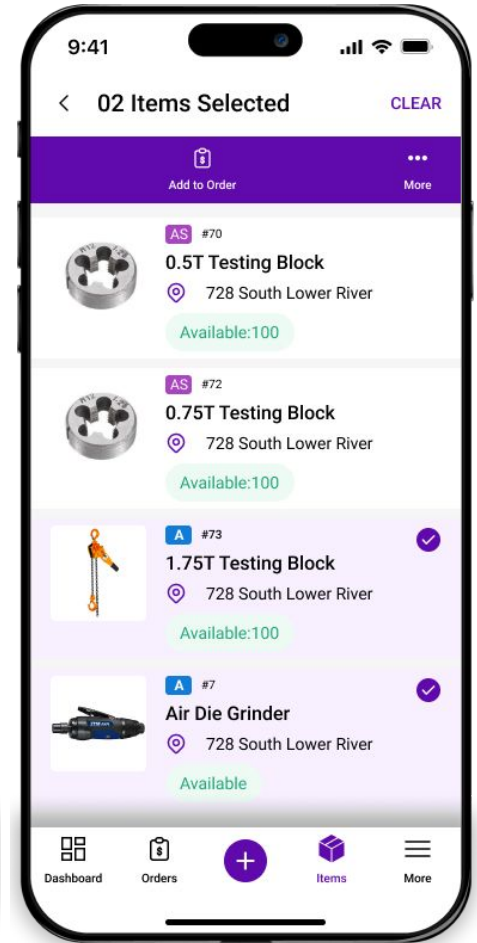 9:41
02 Items Selected
CLEAR
Add to Order
More
AS #70
0.5T Testing Block
728 South Lower River
Available:100
AS #72
0.75T Testing Block
728 South Lower River
Available:100
A #73
1.75T Testing Block
728 South Lower River
Available:100
A #7
Air Die Grinder
728 South Lower River
Available
Dashboard
Orders
Items
More